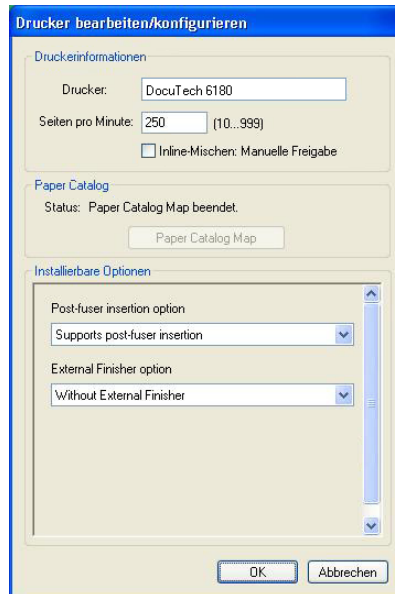 Drucker bearbeiten/konfigurieren
Druckerinformationen
Drucker: DocuTech 6180
Seiten pro Minute: 250 (10...999)
Inline-Mischen: Manuelle Freigabe
Paper Catalog
Status: Paper Catalog Map beendet.
Paper Catalog Map
Installierbare Optionen
Post-fuser insertion option
Supports post-fuser insertion
External Finisher option
Without External Finisher
OK Abbrechen